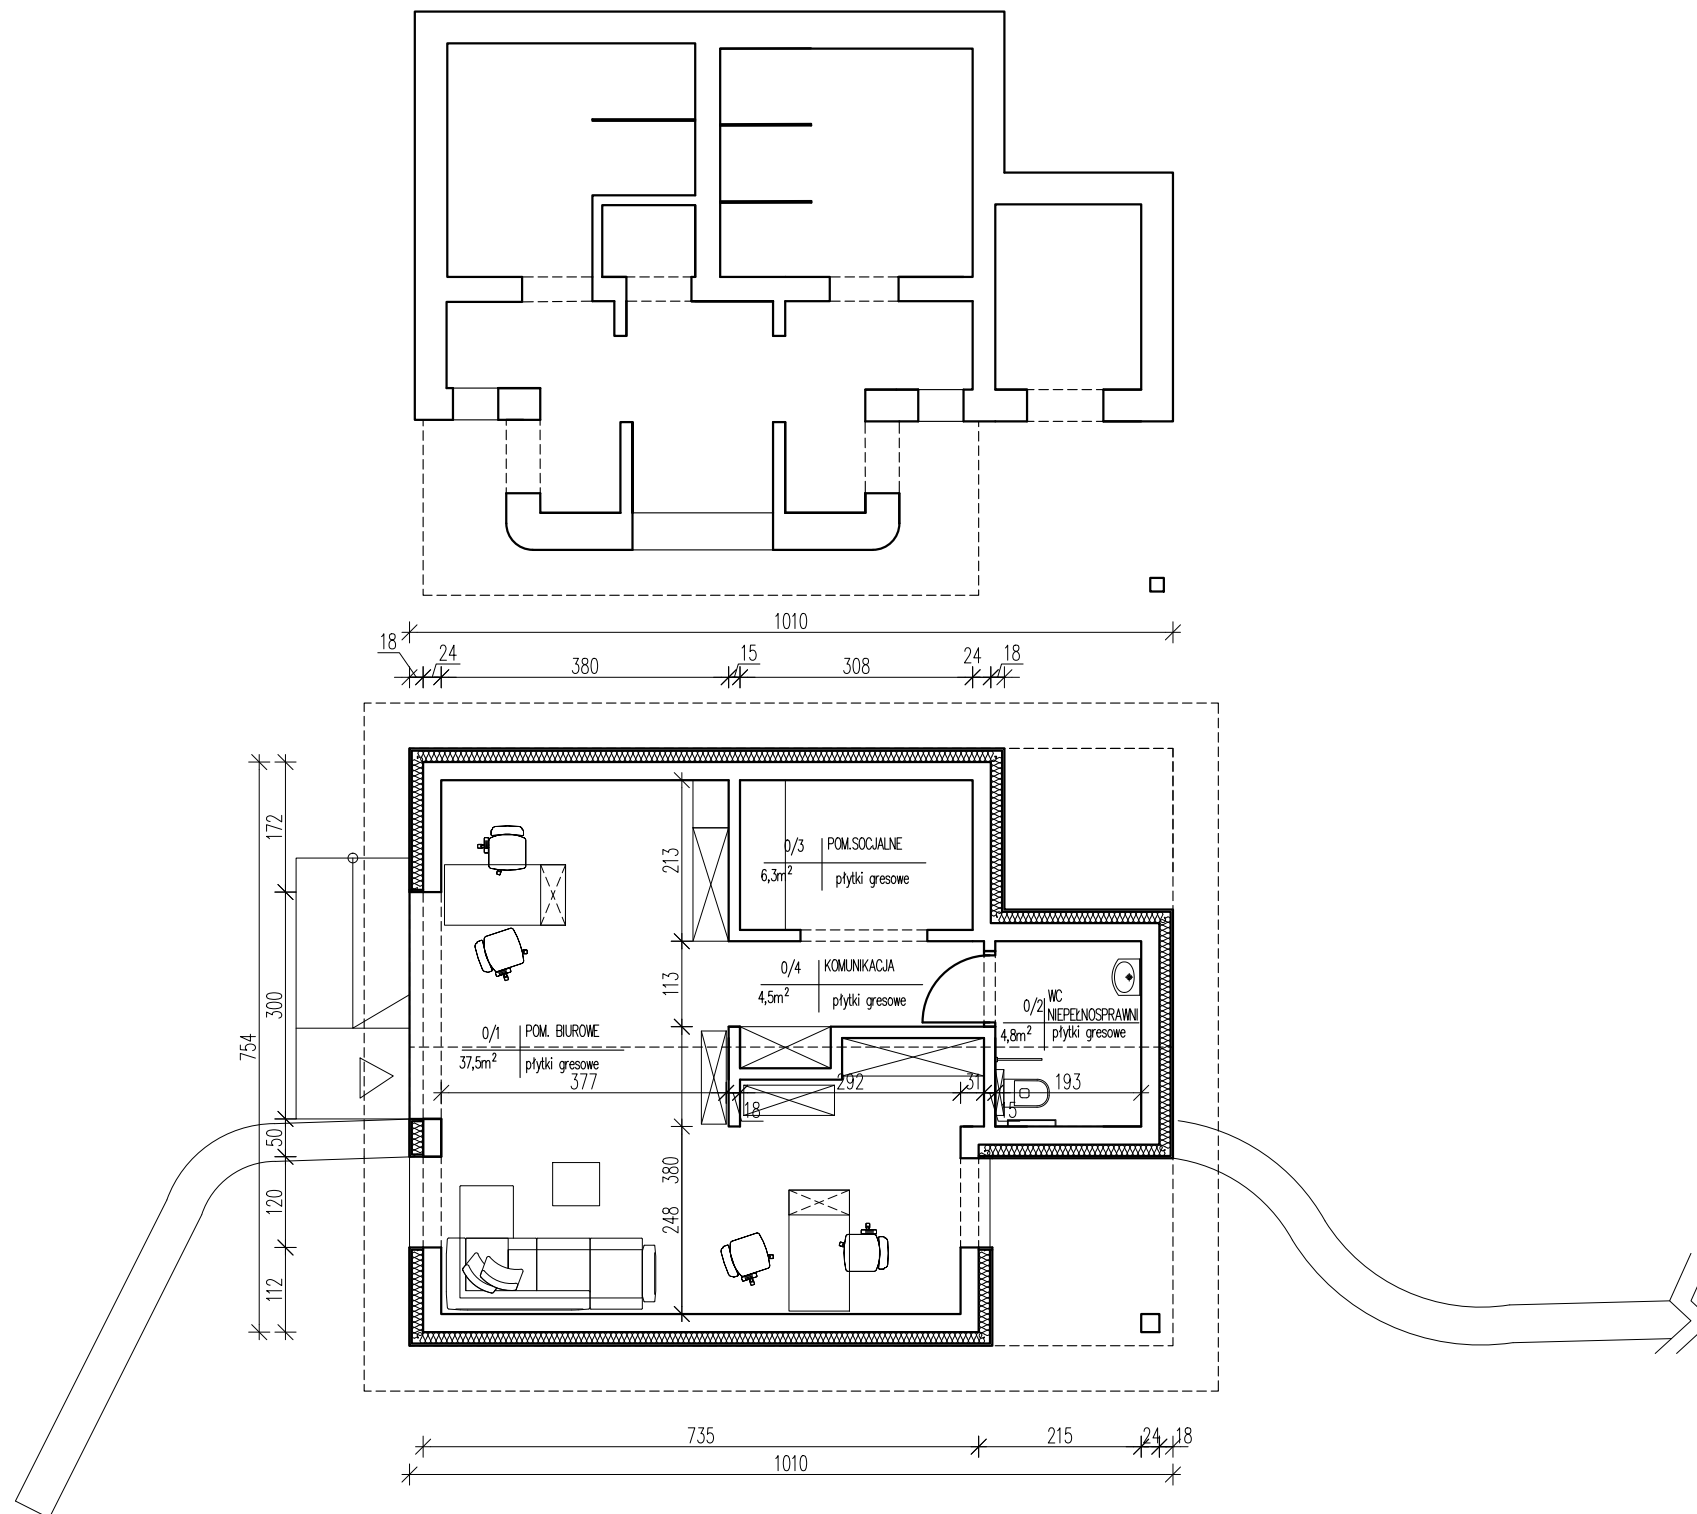 1010
18
24
380
15
308
24
18
172
300
754
50
120
112
213
113
380
248
0/3
POM.SOCJALNE
6,3m²
płytki gresowe
0/4
KOMUNIKACJA
4,5m²
płytki gresowe
0/2
WC
NIEPEŁNOSPRAWNI
4,8m²
płytki gresowe
0/1
POM. BIUROWE
37,5m²
płytki gresowe
377
18
292
31
15
193
735
215
24
18
1010